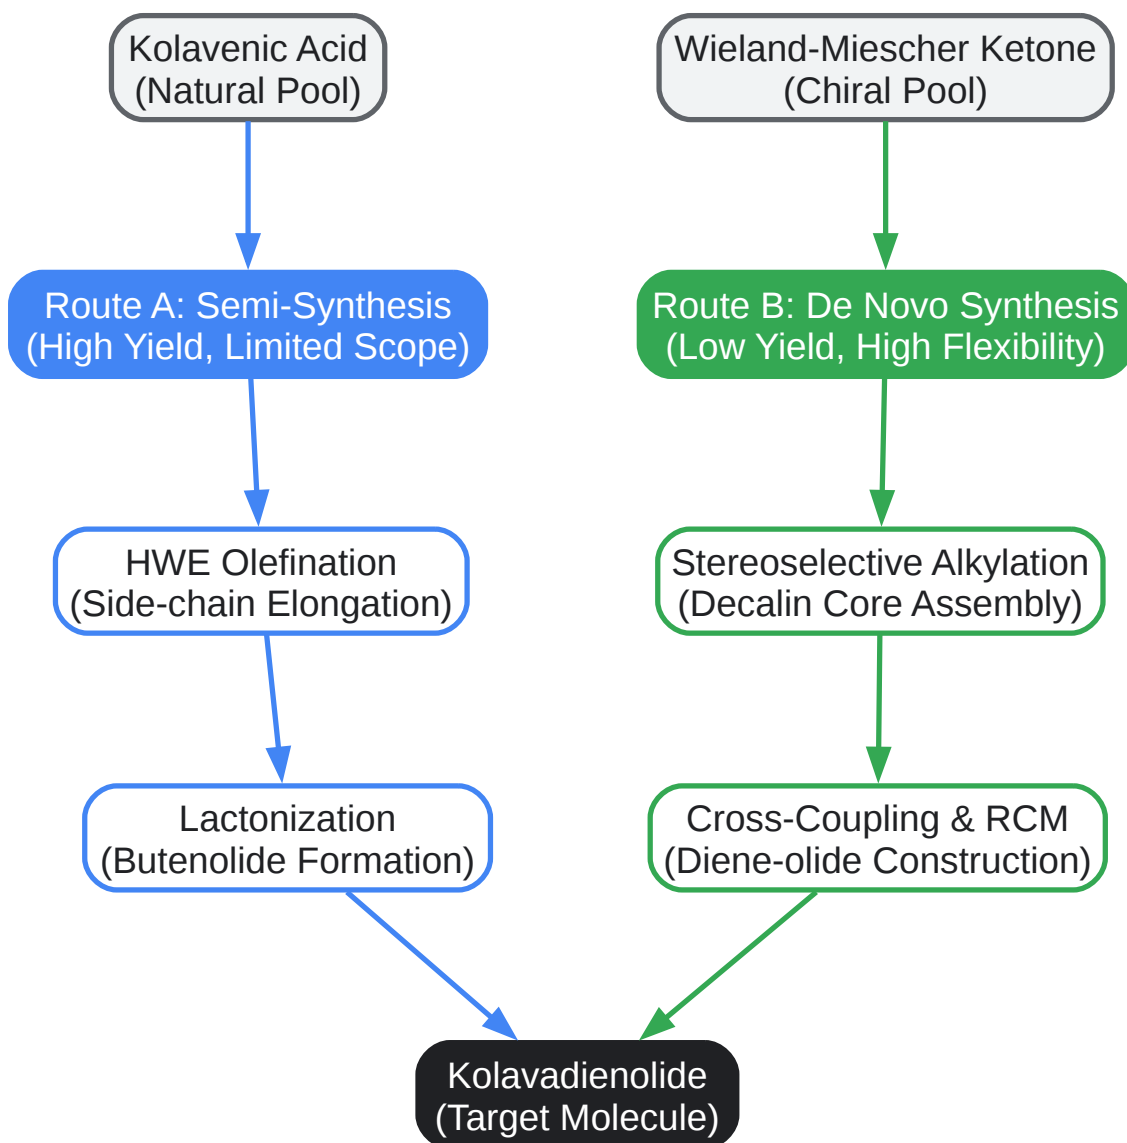 Kolavenic Acid
(Natural Pool)
Wieland-Miescher Ketone
(Chiral Pool)
Route A: Semi-Synthesis
(High Yield, Limited Scope)
Route B: De Novo Synthesis
(Low Yield, High Flexibility)
HWE Olefination
(Side-chain Elongation)
Stereoselective Alkylation
(Decalin Core Assembly)
Lactonization
(Butenolide Formation)
Cross-Coupling & RCM
(Diene-olide Construction)
Kolavadienolide
(Target Molecule)